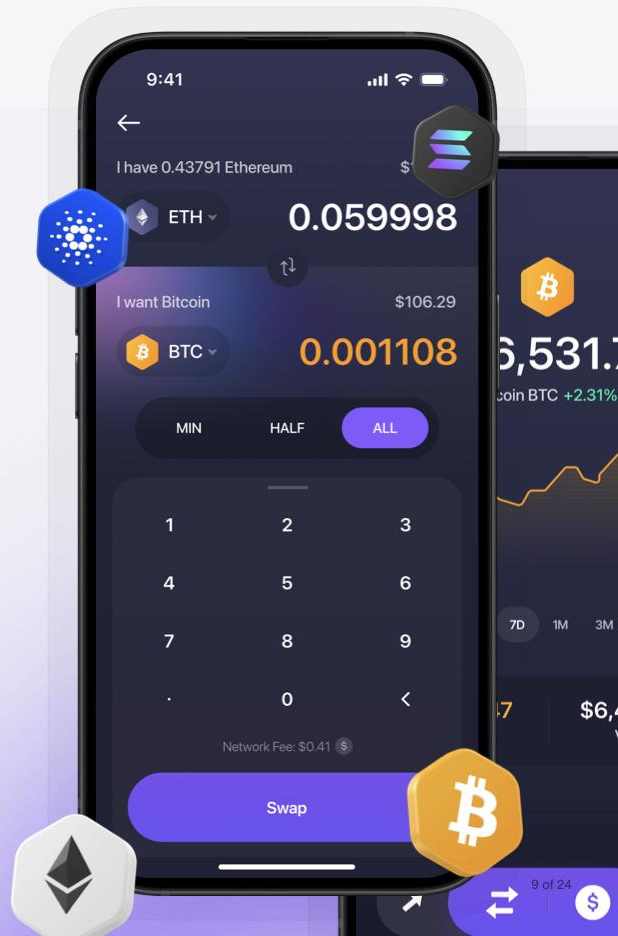 9:41
I have 0.43791 Ethereum
ETH
0.059998
I want Bitcoin
$106.29
BTC
0.001108
MIN
HALF
ALL
1
2
3
4
5
6
7
8
9
.
0
<
Network Fee: $0.41 $
Swap
BTC +2.31%
7D
1M
3M
9 of 24
$